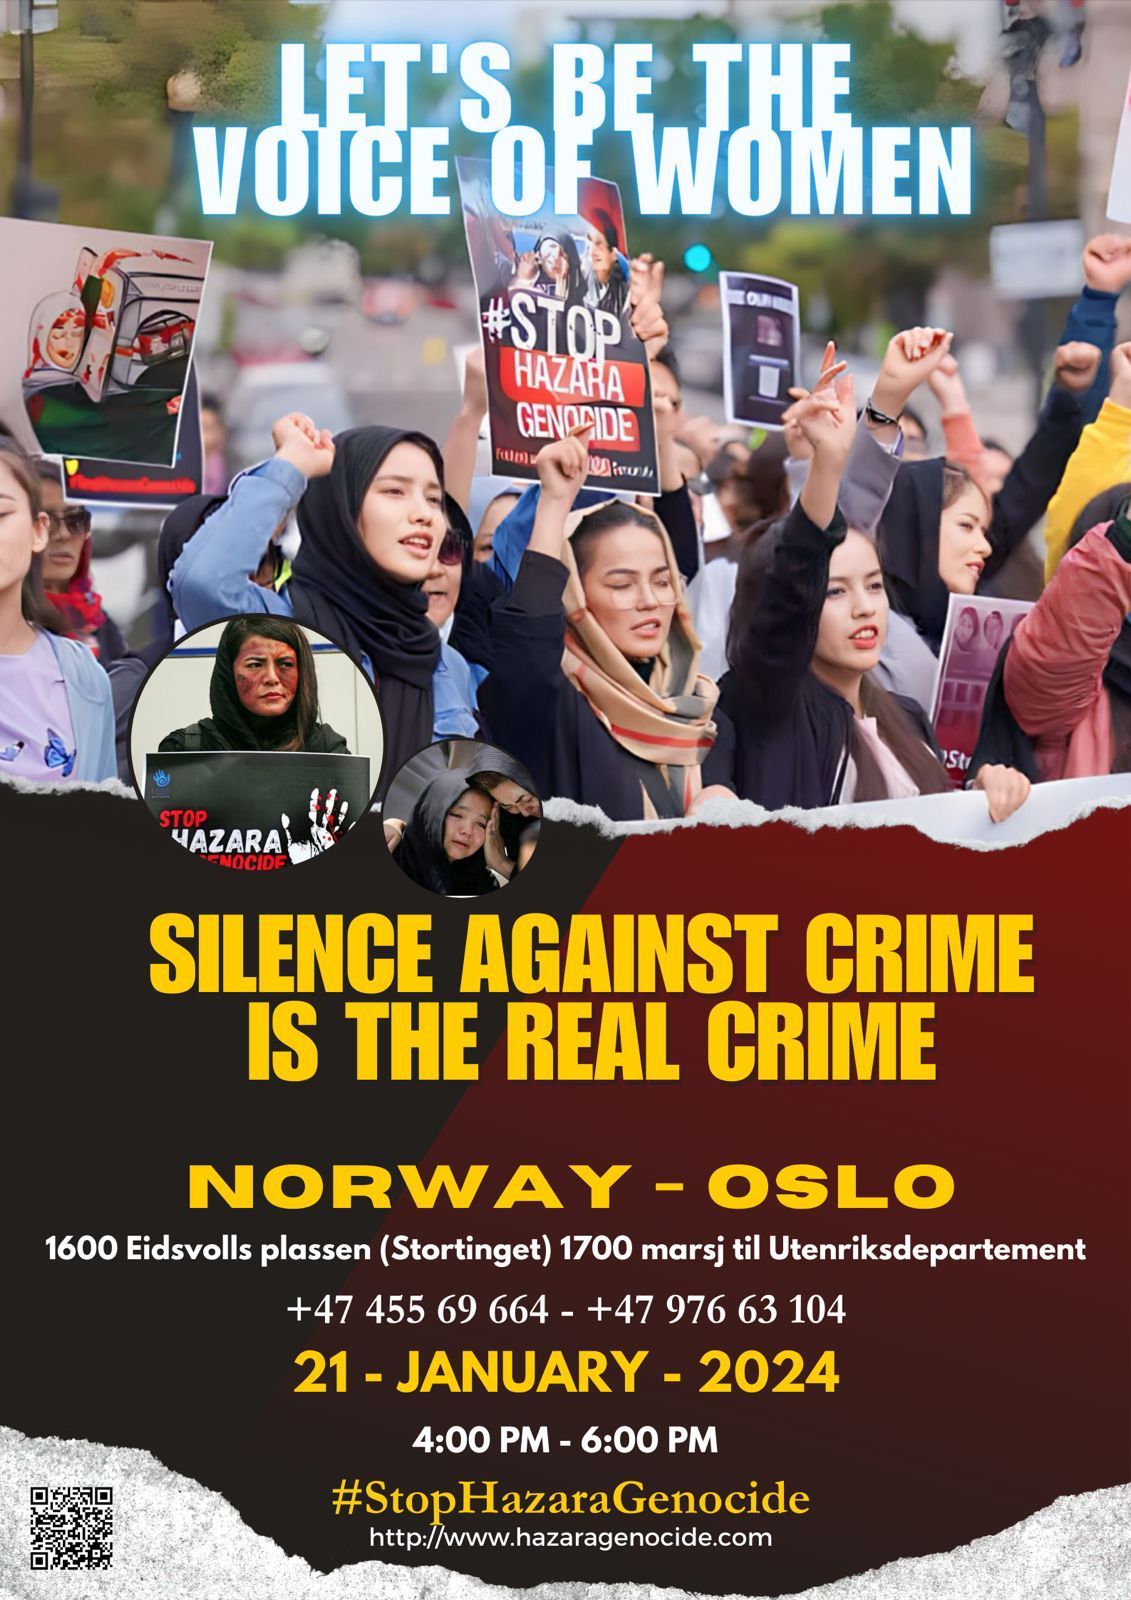 LET'S BE THE
VOICE OF WOMEN
#STOP
HAZARA
GENOCIDE
STOP
HAZARA
GENOCIDE
SILENCE AGAINST CRIME
IS THE REAL CRIME
NORWAY - OSLO
1600 Eidsvolls plassen (Stortinget) 1700 marsj til Utenriksdepartement
+47 455 69 664 - +47 976 63 104
21 - JANUARY - 2024
4:00 PM - 6:00 PM
#StopHazaraGenocide
http://www.hazaragenocide.com